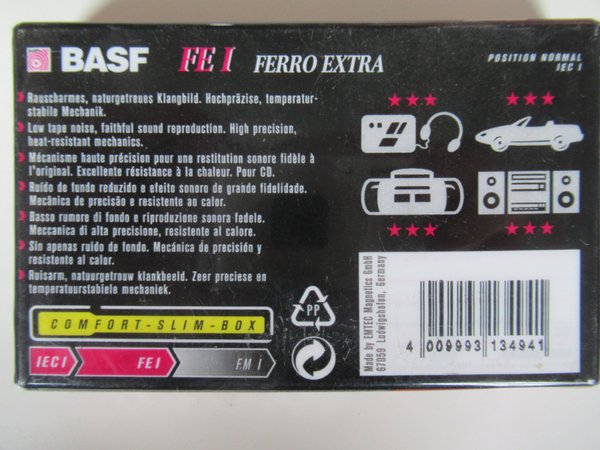 BASF FE I FERRO EXTRA
POSITION NORMAL
IEC I
Rauscharmes, naturgetreues Klangbild. Hochpräzise, temperatur-
stabile Mechanik.
Low tape noise, faithful sound reproduction. High precision,
heat-resistant mechanics.
Mécanisme haute précision pour une restitution sonore fidèle à
l'original. Excellente résistance à la chaleur. Pour CD.
Ruído de fundo reduzido e efeito sonoro de grande fidelidade.
Mecânica de precisão e resistente ao calor.
Basso rumore di fondo e riproduzione sonora fedele.
Meccanica di alta precisione, resistente al calore.
Sin apenas ruido de fondo. Mecánica de precisión y
resistente al calor.
Ruisarm, natuurgetrouw klankbeeld. Zeer preciese en
temperatuurstabiele mechaniek.
COMFORT-SLIM-BOX
IEC I FE I FM I
PP
Made by EMTEC Magnetics GmbH
67059 Ludwigshafen, Germany
4 009993 134941